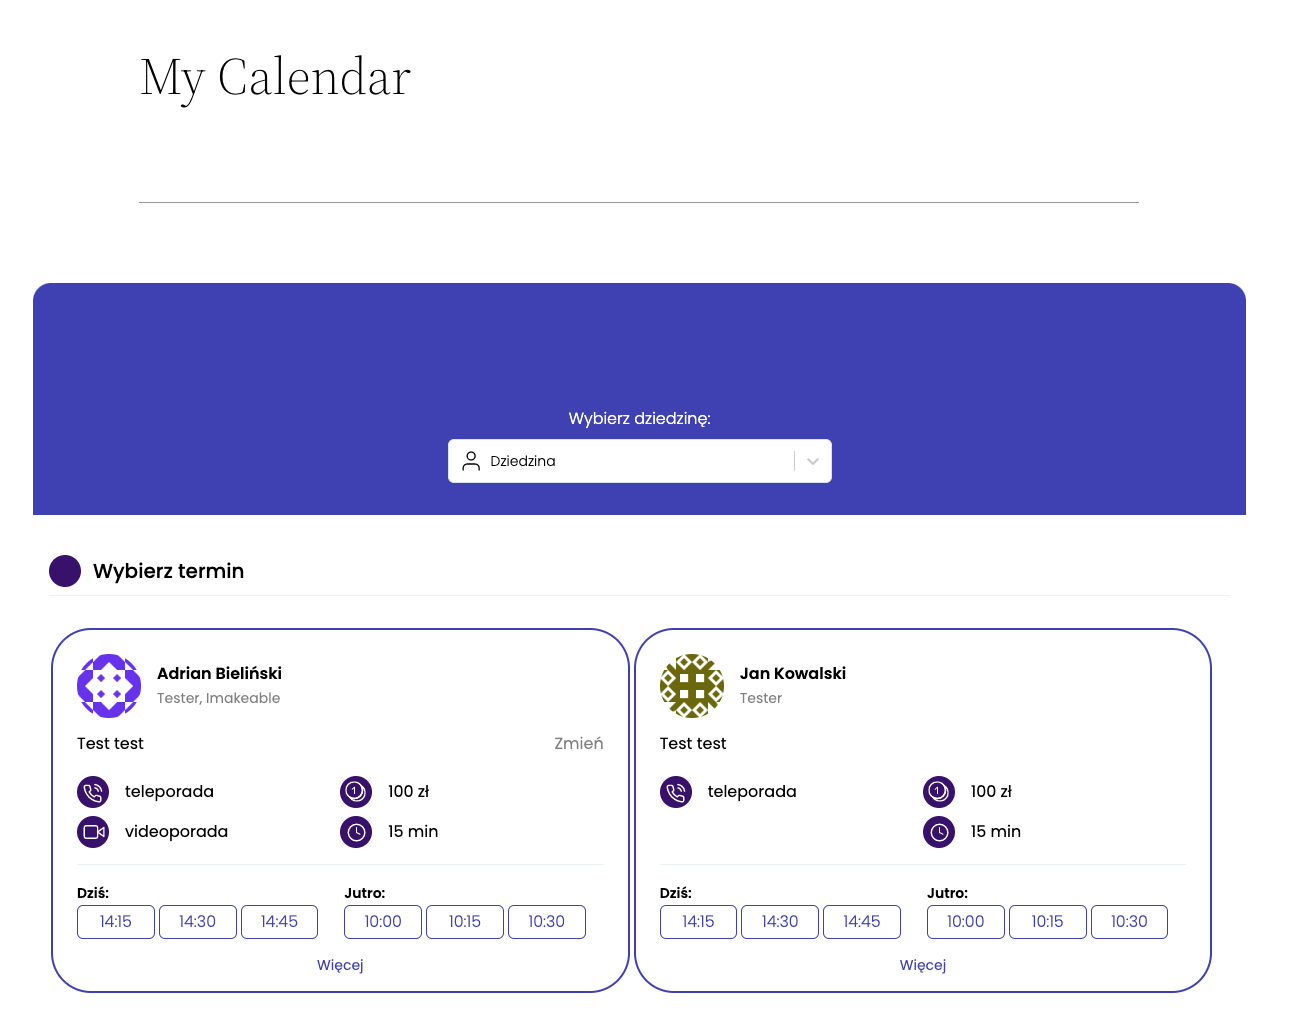 My Calendar
Wybierz dziedzinę:
Dziedzina
Wybierz termin
Adrian Bieliński
Tester, Imakeable
Test test
Zmień
teleporada
100 zł
videoporada
15 min
Dziś:
Jutro:
14:15 14:30 14:45 10:00 10:15 10:30
Więcej
Jan Kowalski
Tester
Test test
teleporada
100 zł
15 min
Dziś:
Jutro:
14:15 14:30 14:45 10:00 10:15 10:30
Więcej